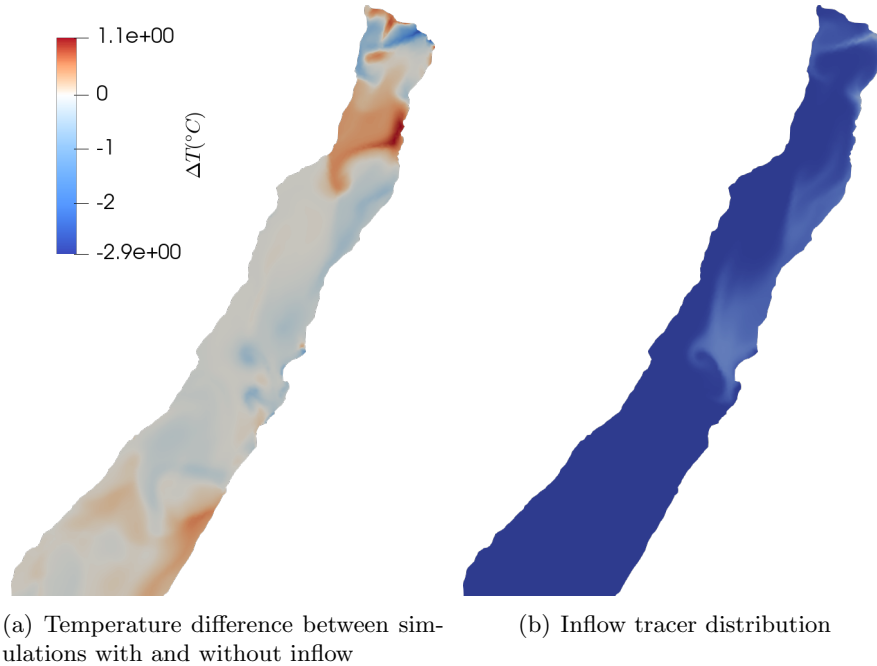 1.1e+00
0
-1
-2
-2.9e+00
ΔT(°C)
(a) Temperature difference between sim-
ulations with and without inflow
(b) Inflow tracer distribution